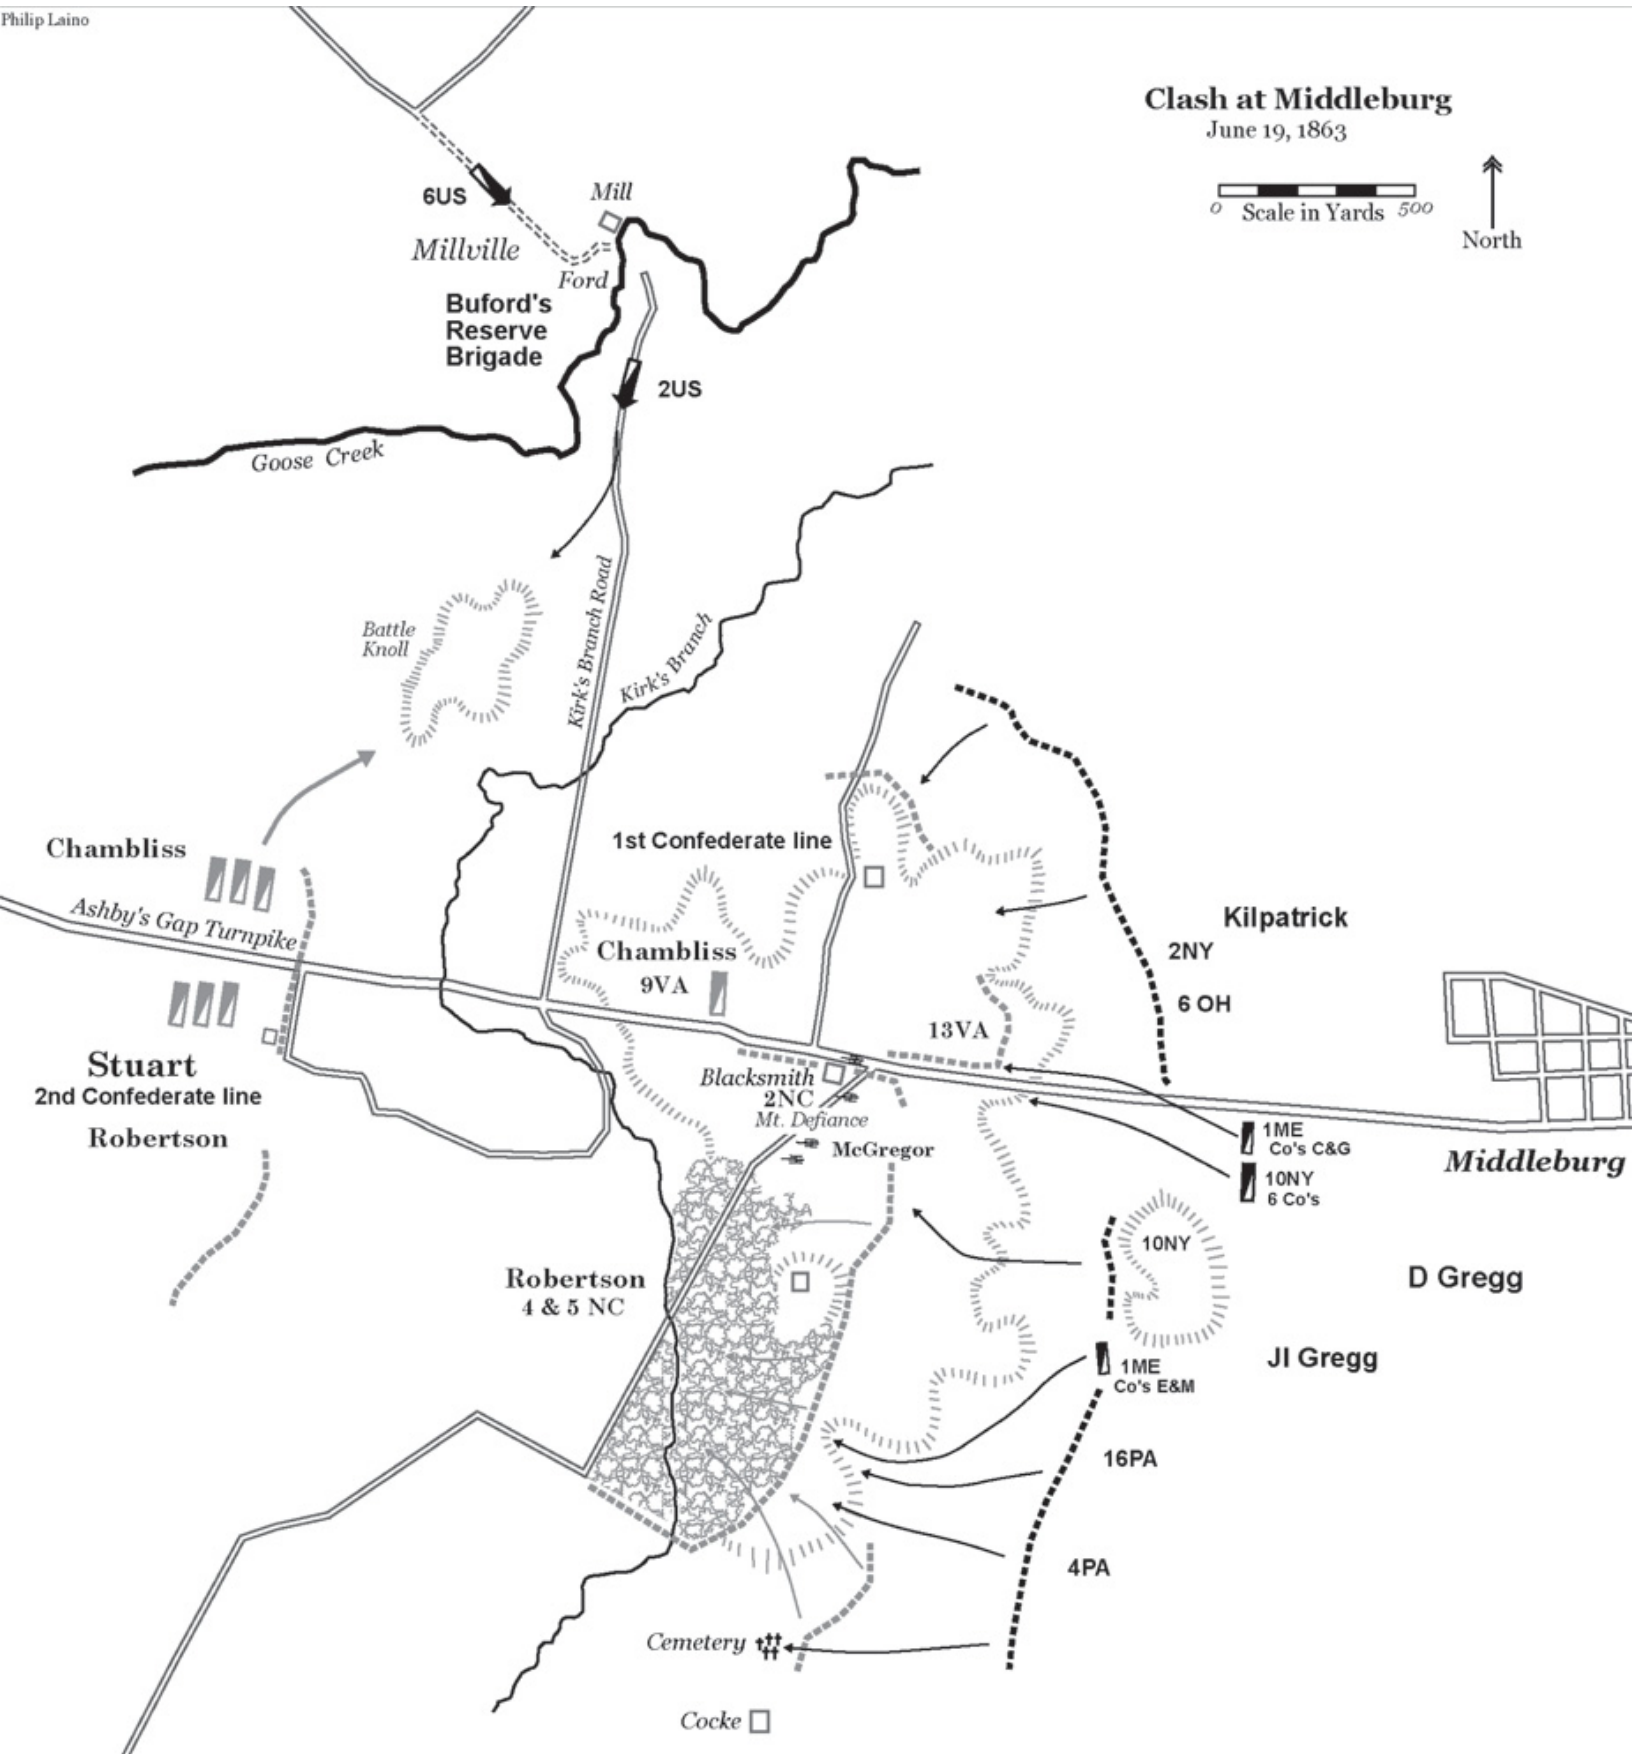 Philip Laino
Clash at Middleburg
June 19, 1863
0 Scale in Yards 500
North
6US
Mill
Millville
Ford
Buford's
Reserve
Brigade
2US
Goose Creek
Kirk's Branch Road
Kirk's Branch
Battle
Knoll
1st Confederate line
Chambliss
Ashby's Gap Turnpike
Chambliss
9VA
Kilpatrick
2NY
6 OH
13VA
Stuart
2nd Confederate line
Robertson
Blacksmith
2NC
Mt. Defiance
McGregor
1ME
Co's C&G
10NY
6 Co's
Middleburg
10NY
D Gregg
Robertson
4 & 5 NC
JI Gregg
1ME
Co's E&M
16PA
4PA
Cemetery
Cocke